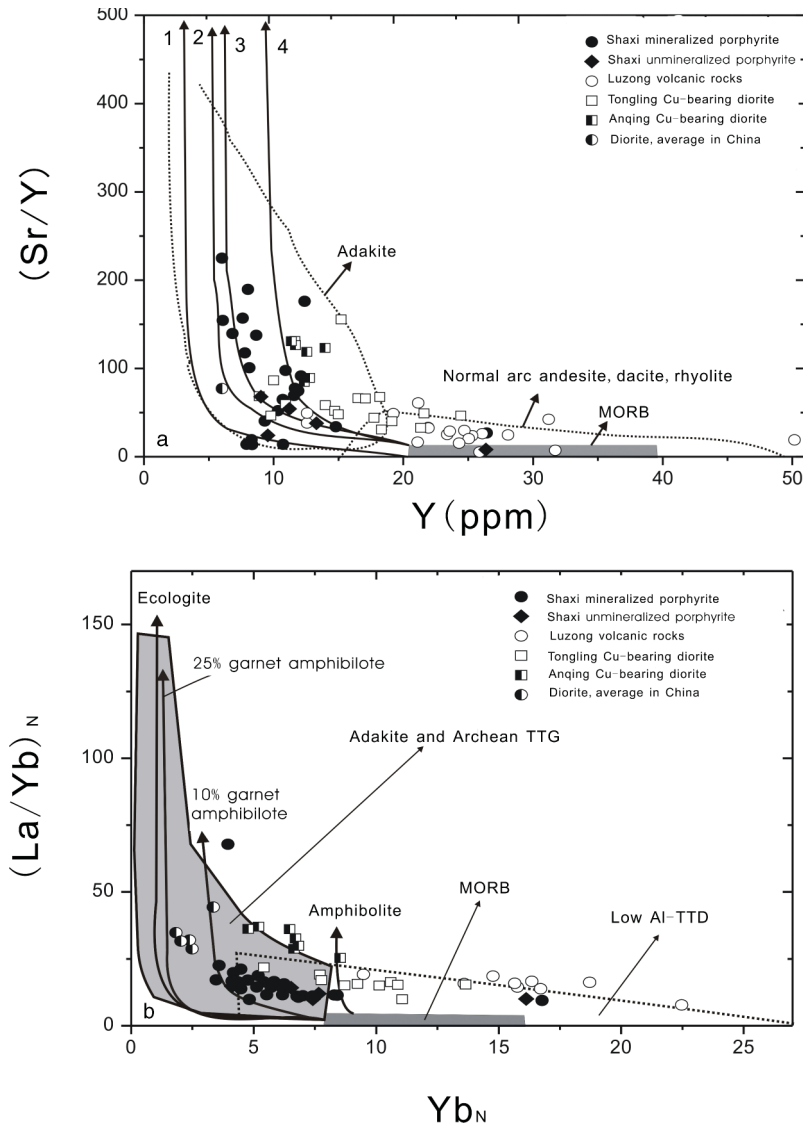 500
400
300
200
100
0
(Sr/Y)
1 2 3 4
Shaxi mineralized porphyrite
Shaxi unmineralized porphyrite
Luzong volcanic rocks
Tongling Cu-bearing diorite
Anqing Cu-bearing diorite
Diorite, average in China
Adakite
Normal arc andesite, dacite, rhyolite
MORB
a
0 10 20 30 40 50
Y (ppm)
150
100
50
0
(La/Yb) N
Ecologite
25% garnet amphibilote
Shaxi mineralized porphyrite
Shaxi unmineralized porphyrite
Luzong volcanic rocks
Tongling Cu-bearing diorite
Anqing Cu-bearing diorite
Diorite, average in China
Adakite and Archean TTG
10% garnet
amphibilote
MORB
Amphibolite
Low Al-TTD
b
0 5 10 15 20 25
Yb N